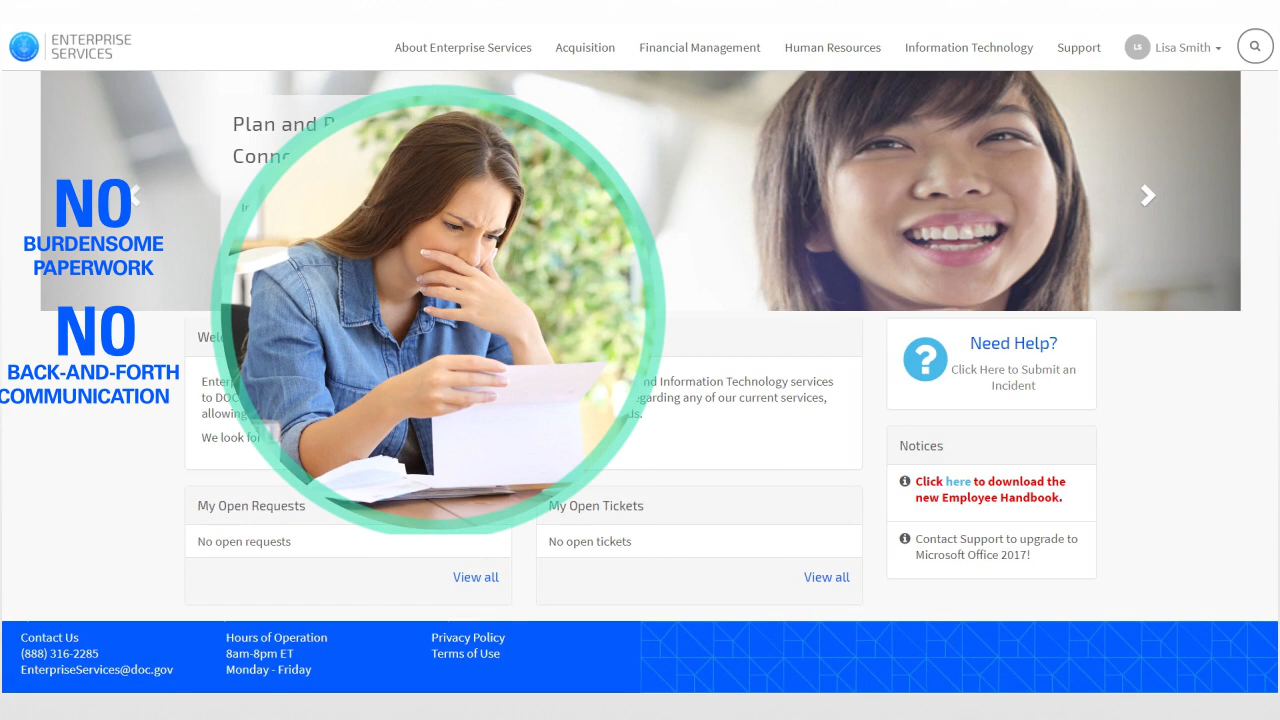 ENTERPRISE
SERVICES
About Enterprise Services
Acquisition
Financial Management
Human Resources
Information Technology
Support
LS
Lisa Smith
Plan and
NO
BURDENSOME
PAPERWORK
NO
BACK-AND-FORTH
COMMUNICATION
nd Information Technology services
to DOC
garding any of our current services,
allowing
We look for
My Open Requests
No open requests
View all
My Open Tickets
No open tickets
View all
Need Help?
Click Here to Submit an
Incident
Notices
Click here to download the
new Employee Handbook.
Contact Support to upgrade to
Microsoft Office 2017!
Contact Us
(888) 316-2285
EnterpriseServices@doc.gov
Hours of Operation
8am-8pm ET
Monday - Friday
Privacy Policy
Terms of Use